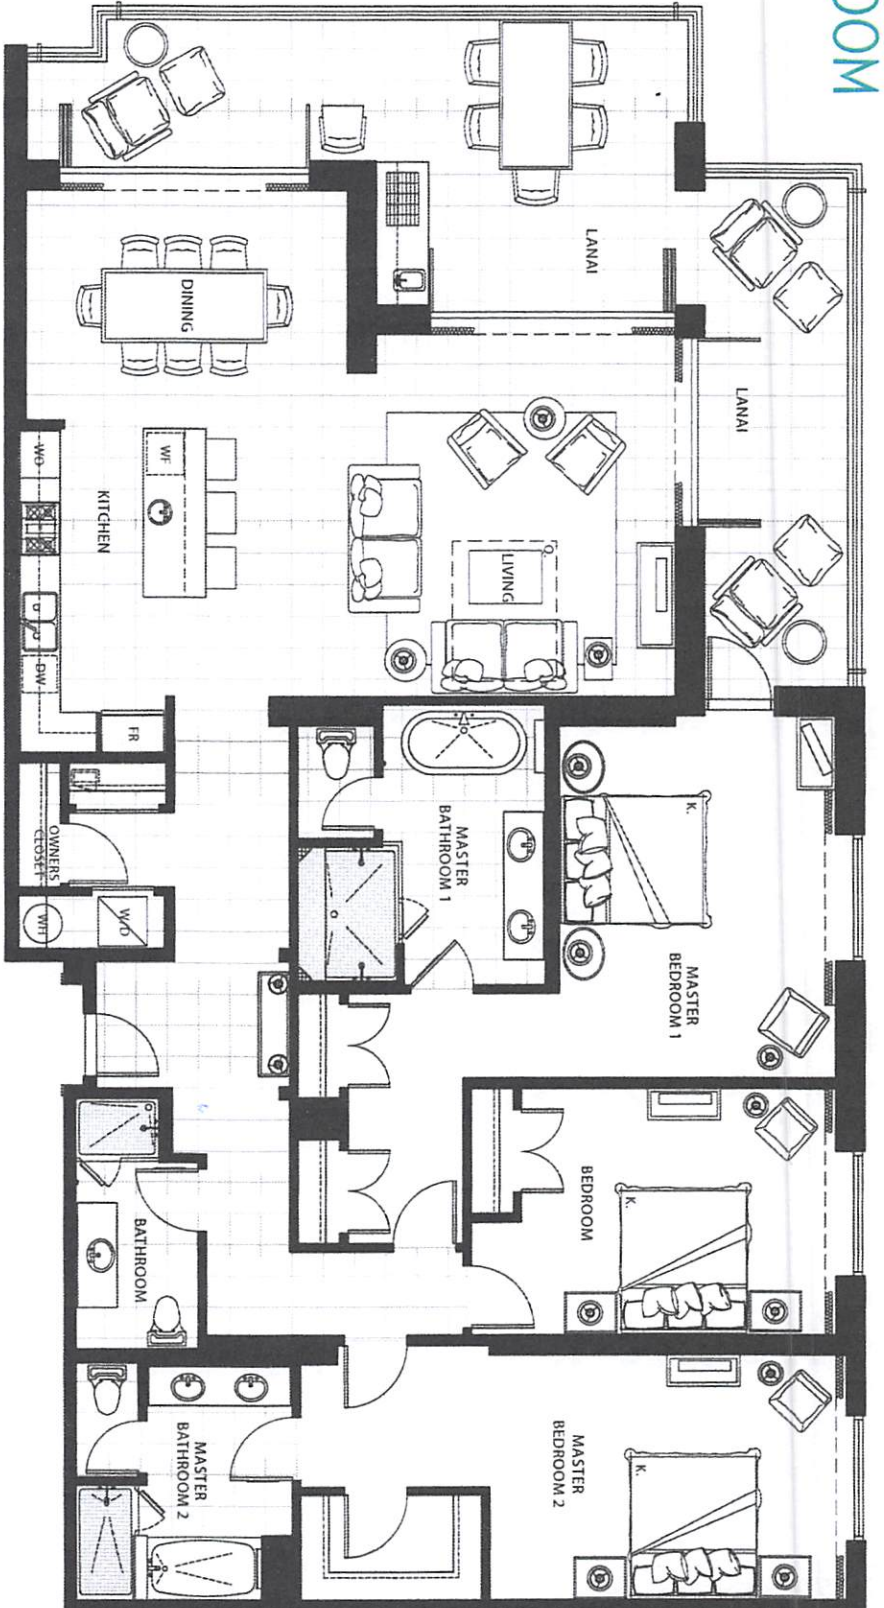 OOM
LANAI
LANAI
DINING
WO
KITCHEN
WF
LIVING
Q.
DW
FR
OWNERS
CLOSET
WH
W/D
MASTER
BATHROOM 1
K.
MASTER
BEDROOM 1
BEDROOM
K.
BATHROOM
MASTER
BATHROOM 2
MASTER
BEDROOM 2
K.